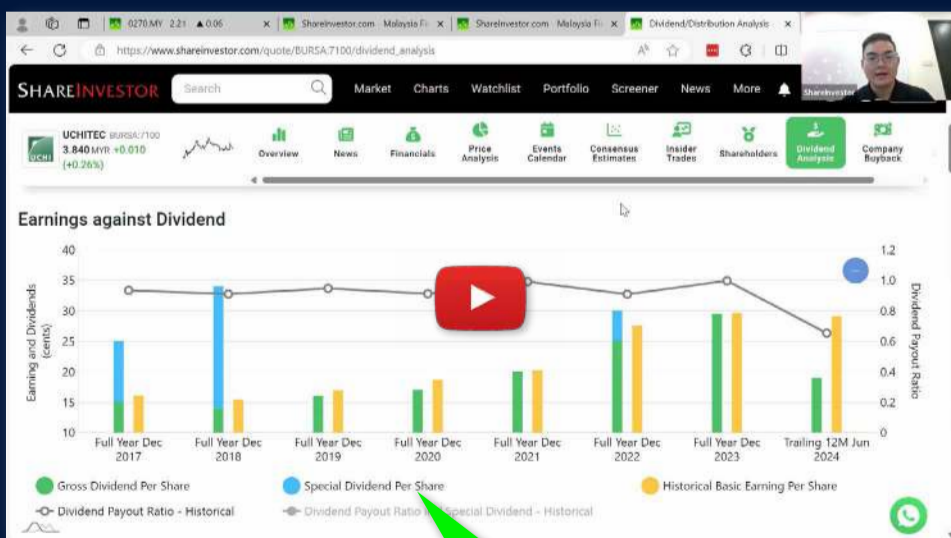 0270.MY 2.21 ▲0.06
Shareinvestor.com - Malaysia Fi
Shareinvestor.com - Malaysia Fi
Dividend/Distribution Analysis
https://www.shareinvestor.com/quote/BURSA:7100/dividend_analysis
SHAREINVESTOR
Search
Market Charts Watchlist Portfolio Screener News More
ShareInvestor
UCHI
UCHITEC BURSA:7100
3.840 MYR +0.010
(+0.26%)
Overview
News
Financials
Price
Analysis
Events
Calendar
Consensus
Estimates
Insider
Trades
Shareholders
Dividend
Analysis
Company
Buyback
Earnings against Dividend
Earning and Dividends
(cents)
40
35
30
25
20
15
10
1.2
1.0
0.8
0.6
0.4
0.2
0
Dividend Payout Ratio
Full Year Dec
2017
Full Year Dec
2018
Full Year Dec
2019
Full Year Dec
2020
Full Year Dec
2021
Full Year Dec
2022
Full Year Dec
2023
Trailing 12M Jun
2024
Gross Dividend Per Share
Special Dividend Per Share
Historical Basic Earning Per Share
Dividend Payout Ratio - Historical
Dividend Payout Ratio Special Dividend - Historical